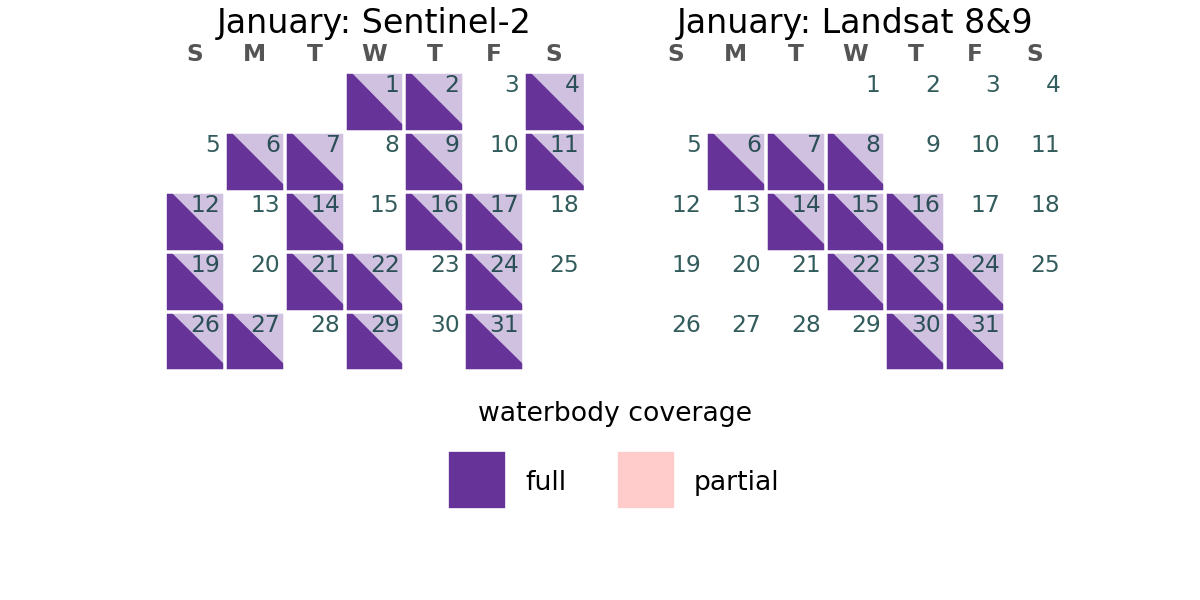 January: Sentinel-2
S M T W T F S
1 2 3 4
5 6 7 8 9 10 11
12 13 14 15 16 17 18
19 20 21 22 23 24 25
26 27 28 29 30 31
January: Landsat 8&9
S M T W T F S
1 2 3 4
5 6 7 8 9 10 11
12 13 14 15 16 17 18
19 20 21 22 23 24 25
26 27 28 29 30 31
waterbody coverage
full partial